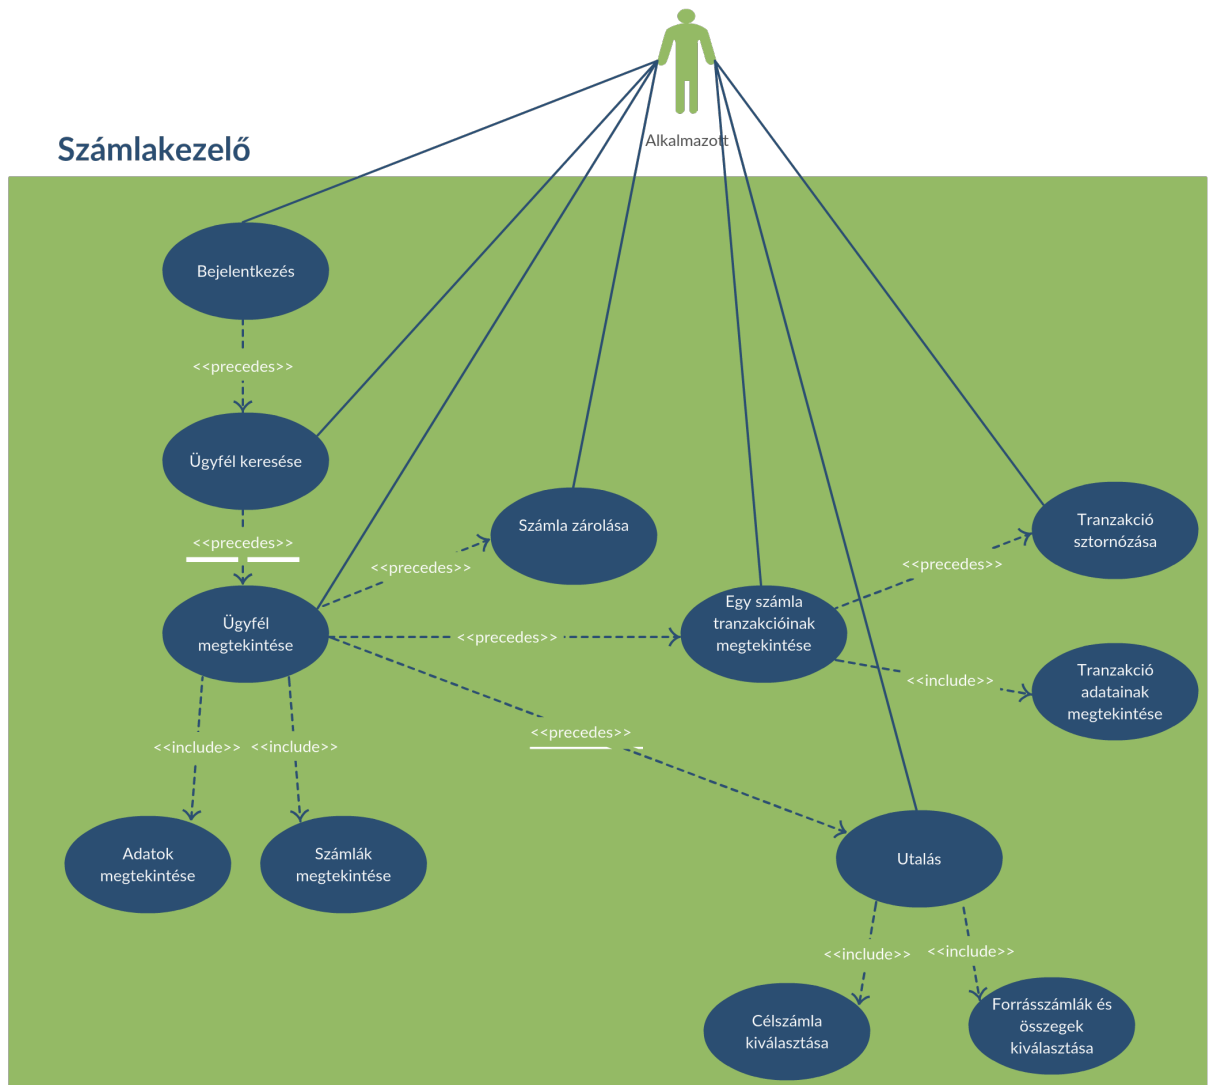 Alkalmazott
Számlakezelő
Bejelentkezés
<<precedes>>
Ügyfél keresése
<<precedes>>
Ügyfél
megtekintése
<<precedes>>
Számla zárolása
<<precedes>>
Egy számla
tranzakcióinak
megtekintése
<<precedes>>
Tranzakció
sztornózása
<<include>>
Tranzakció
adatainak
megtekintése
<<precedes>>
<<include>>
<<include>>
Adatok
megtekintése
Számlák
megtekintése
Utalás
<<include>>
<<include>>
Célszámla
kiválasztása
Forrásszámlák és
összegek
kiválasztása